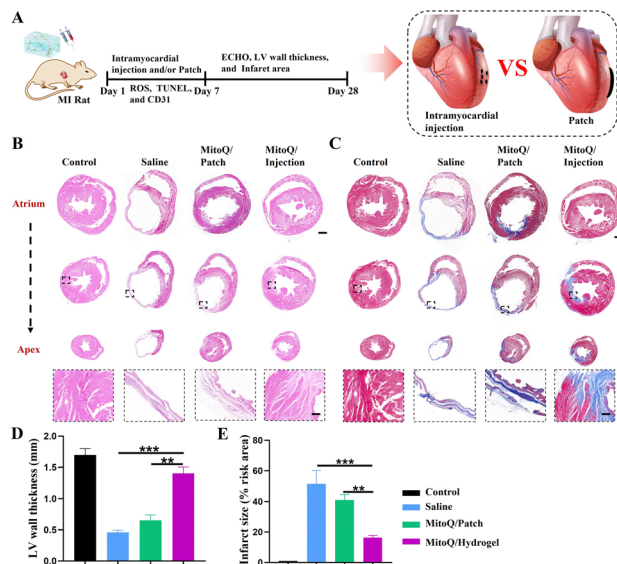 A
MI Rat
Intramyocardial
injection and/or Patch
ECHO, LV wall thickness,
and Infaret area
Day 1
ROS, TUNEL,
and CD31
Day 7
Day 28
Intramyocardial
injection
VS
Patch
B
Control
Saline
MitoQ/
Patch
MitoQ/
Injection
C
Control
Saline
MitoQ/
Patch
MitoQ/
Injection
Atrium
Apex
D
LV wall thickness (mm)
2.0
1.5
1.0
0.5
0.0
***
**
E
Infarct size (% risk area)
80
60
40
20
0
***
**
Control
Saline
MitoQ/Patch
MitoQ/Hydrogel